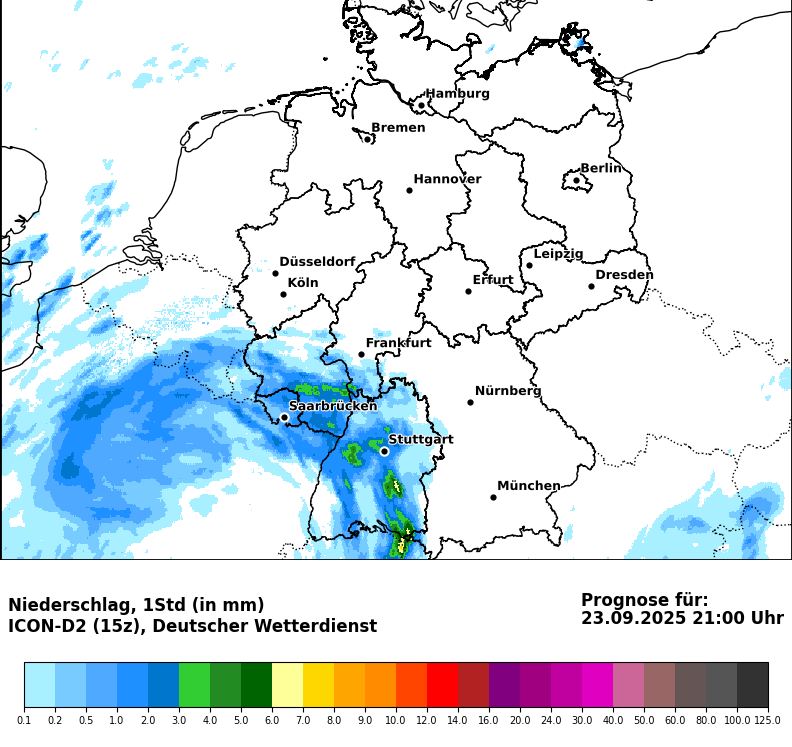 Hamburg
Bremen
Berlin
Hannover
Leipzig
Düsseldorf
Dresden
Köln
Erfurt
Frankfurt
Nürnberg
Saarbrücken
Stuttgart
München
Niederschlag, 1Std (in mm)
ICON-D2 (15z), Deutscher Wetterdienst
Prognose für:
23.09.2025 21:00 Uhr
0.1 0.2 0.5 1.0 2.0 3.0 4.0 5.0 6.0 7.0 8.0 9.0 10.0 12.0 14.0 16.0 20.0 24.0 30.0 40.0 50.0 60.0 80.0 100.0 125.0